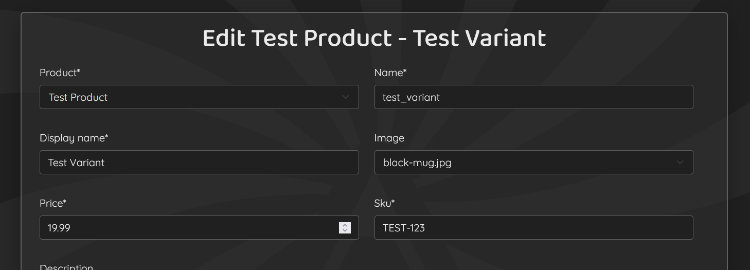 Edit Test Product - Test Variant
Product*
Name*
Test Product
test_variant
Display name*
Image
Test Variant
black-mug.jpg
Price*
Sku*
19.99
TEST-123
Description